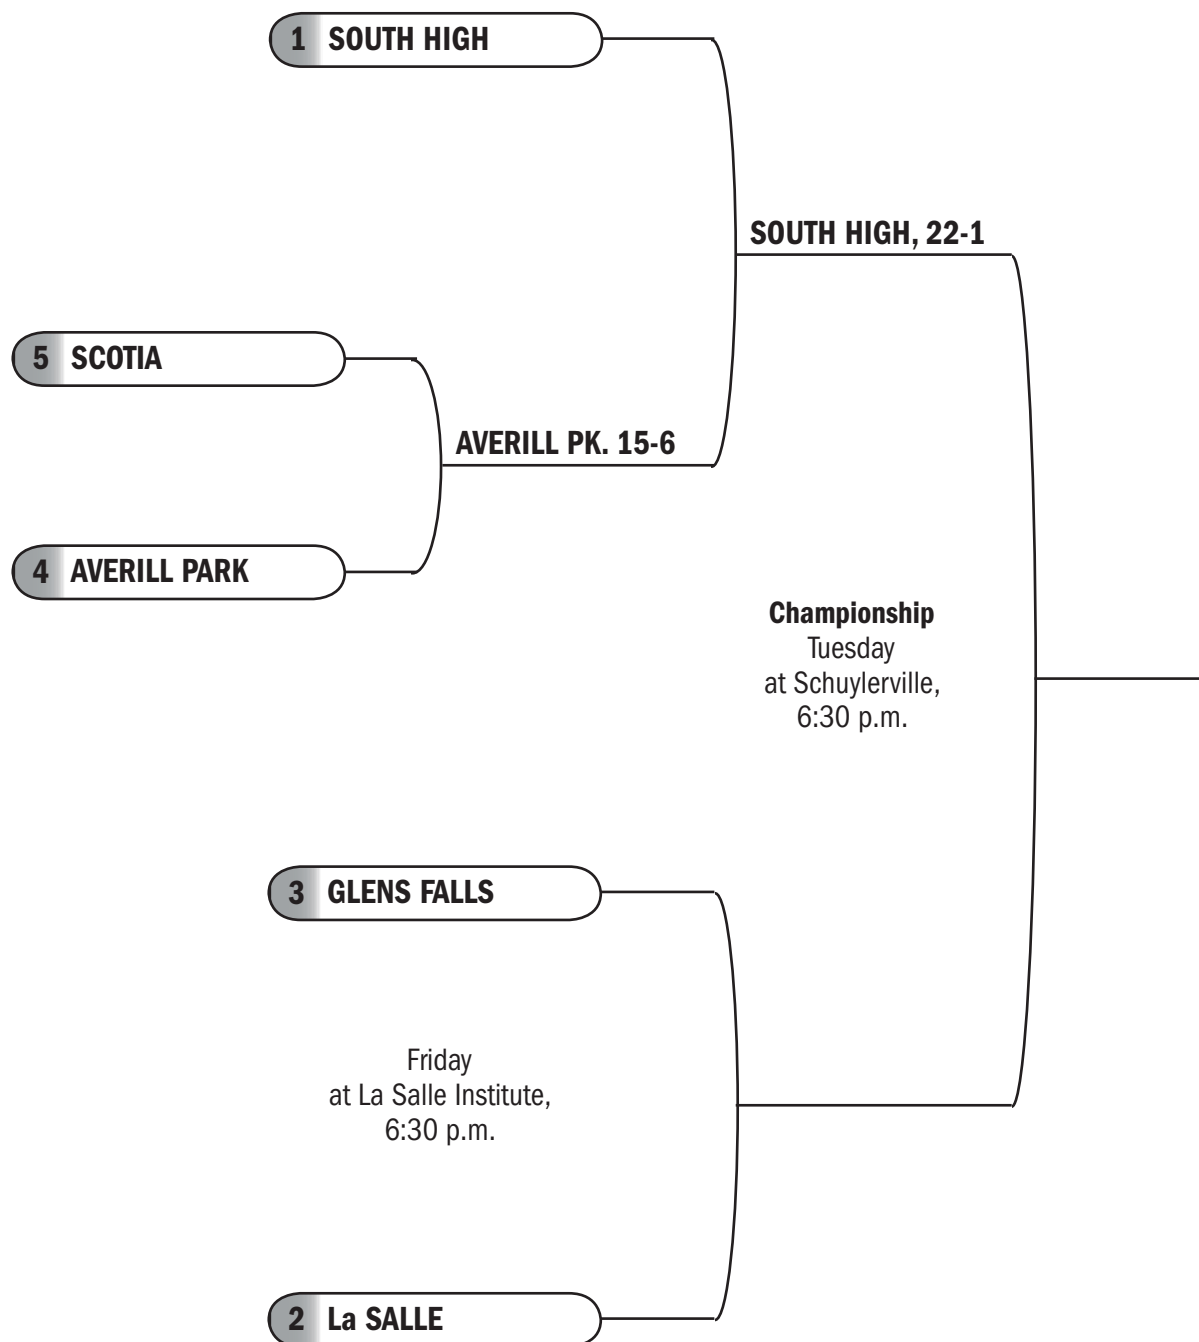 1 SOUTH HIGH
SOUTH HIGH, 22-1
5 SCOTIA
AVERILL PK. 15-6
4 AVERILL PARK
Championship
Tuesday
at Schuylerville,
6:30 p.m.
3 GLENS FALLS
Friday
at La Salle Institute,
6:30 p.m.
2 La SALLE